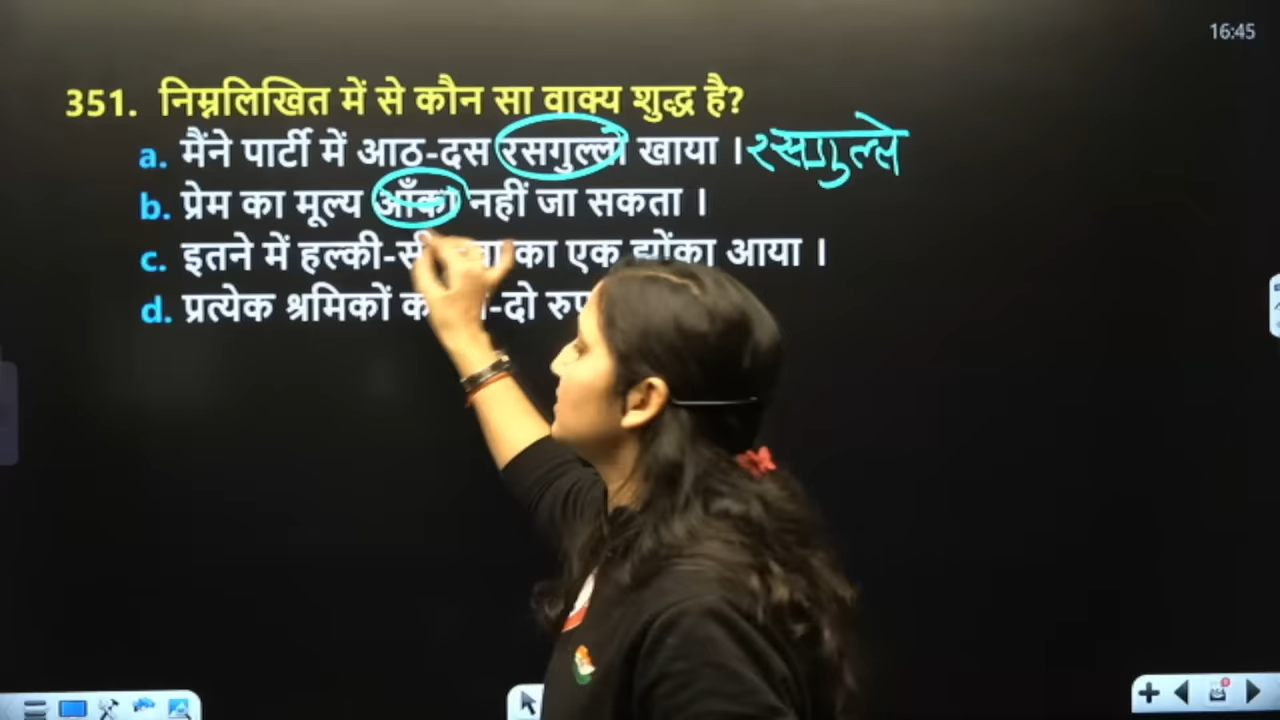 16:45
351. निम्नलिखित में से कौन सा वाक्य शुद्ध है?
a. मैंने पार्टी में आठ-दस रसगुल्ला खाया । रसगुल्ले
b. प्रेम का मूल्य आँका नहीं जा सकता ।
c. इतने में हल्की-सी का एक झोंका आया ।
d. प्रत्येक श्रमिकों -दो